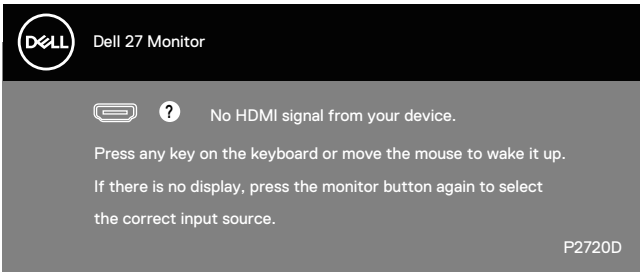 DELL
Dell 27 Monitor
? No HDMI signal from your device.
Press any key on the keyboard or move the mouse to wake it up.
If there is no display, press the monitor button again to select
the correct input source.
P2720D